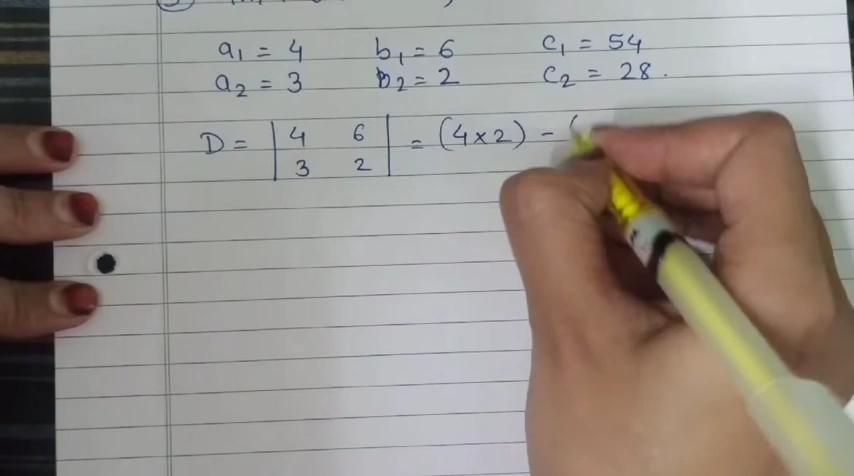 a₁ = 4 b₁ = 6 c₁ = 54
a₂ = 3 b₂ = 2 c₂ = 28.
D = | 4 6 | = (4×2) - (
| 3 2 |